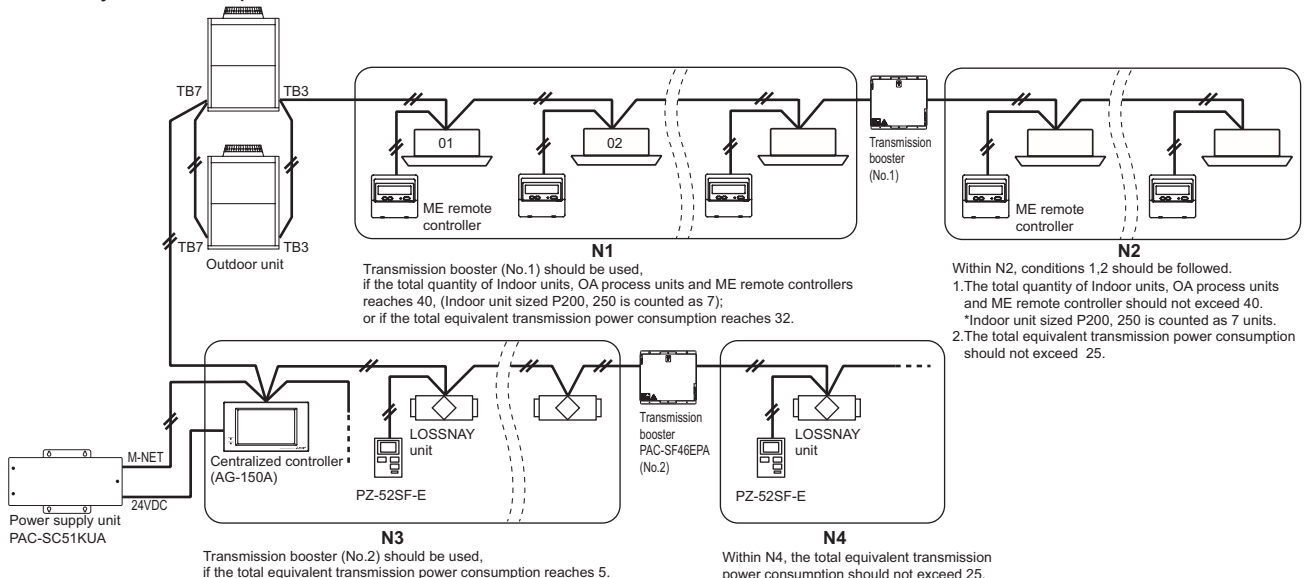 TB7
TB3
01
02
ME remote
controller
Transmission
booster
(No.1)
ME remote
controller
TB7
TB3
Outdoor unit
N1
Transmission booster (No.1) should be used,
if the total quantity of Indoor units, OA process units and ME remote controllers
reaches 40, (Indoor unit sized P200, 250 is counted as 7);
or if the total equivalent transmission power consumption reaches 32.
N2
Within N2, conditions 1,2 should be followed.
1.The total quantity of Indoor units, OA process units
and ME remote controller should not exceed 40.
*Indoor unit sized P200, 250 is counted as 7 units.
2.The total equivalent transmission power consumption
should not exceed 25.
M-NET
24VDC
Power supply unit
PAC-SC51KUA
Centralized controller
(AG-150A)
PZ-52SF-E
LOSSNAY
unit
Transmission
booster
PAC-SF46EPA
(No.2)
PZ-52SF-E
LOSSNAY
unit
N3
Transmission booster (No.2) should be used,
if the total equivalent transmission power consumption reaches 5.
N4
Within N4, the total equivalent transmission
power consumption should not exceed 25.